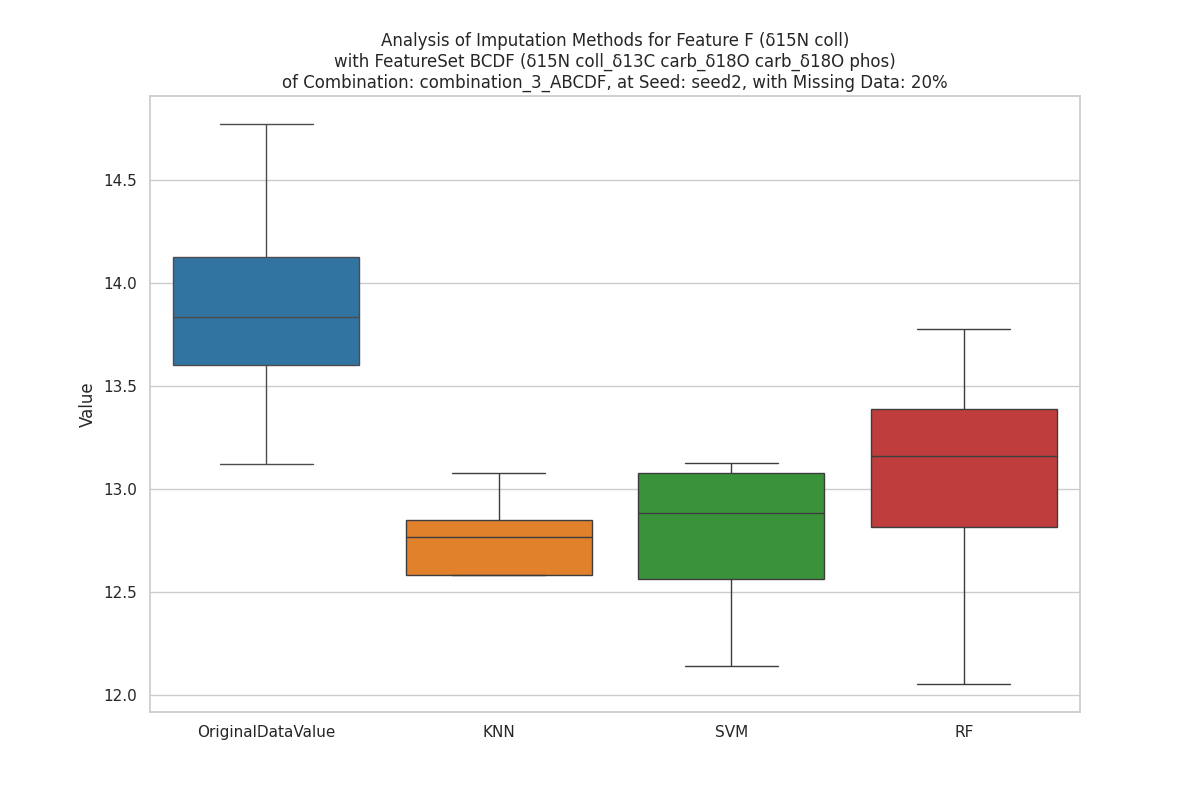 Analysis of Imputation Methods for Feature F (δ15N coll)
with FeatureSet BCDF (δ15N coll_δ13C carb_δ18O carb_δ18O phos)
of Combination: combination_3_ABCDF, at Seed: seed2, with Missing Data: 20%
Value
14.5
14.0
13.5
13.0
12.5
12.0
OriginalDataValue
KNN
SVM
RF